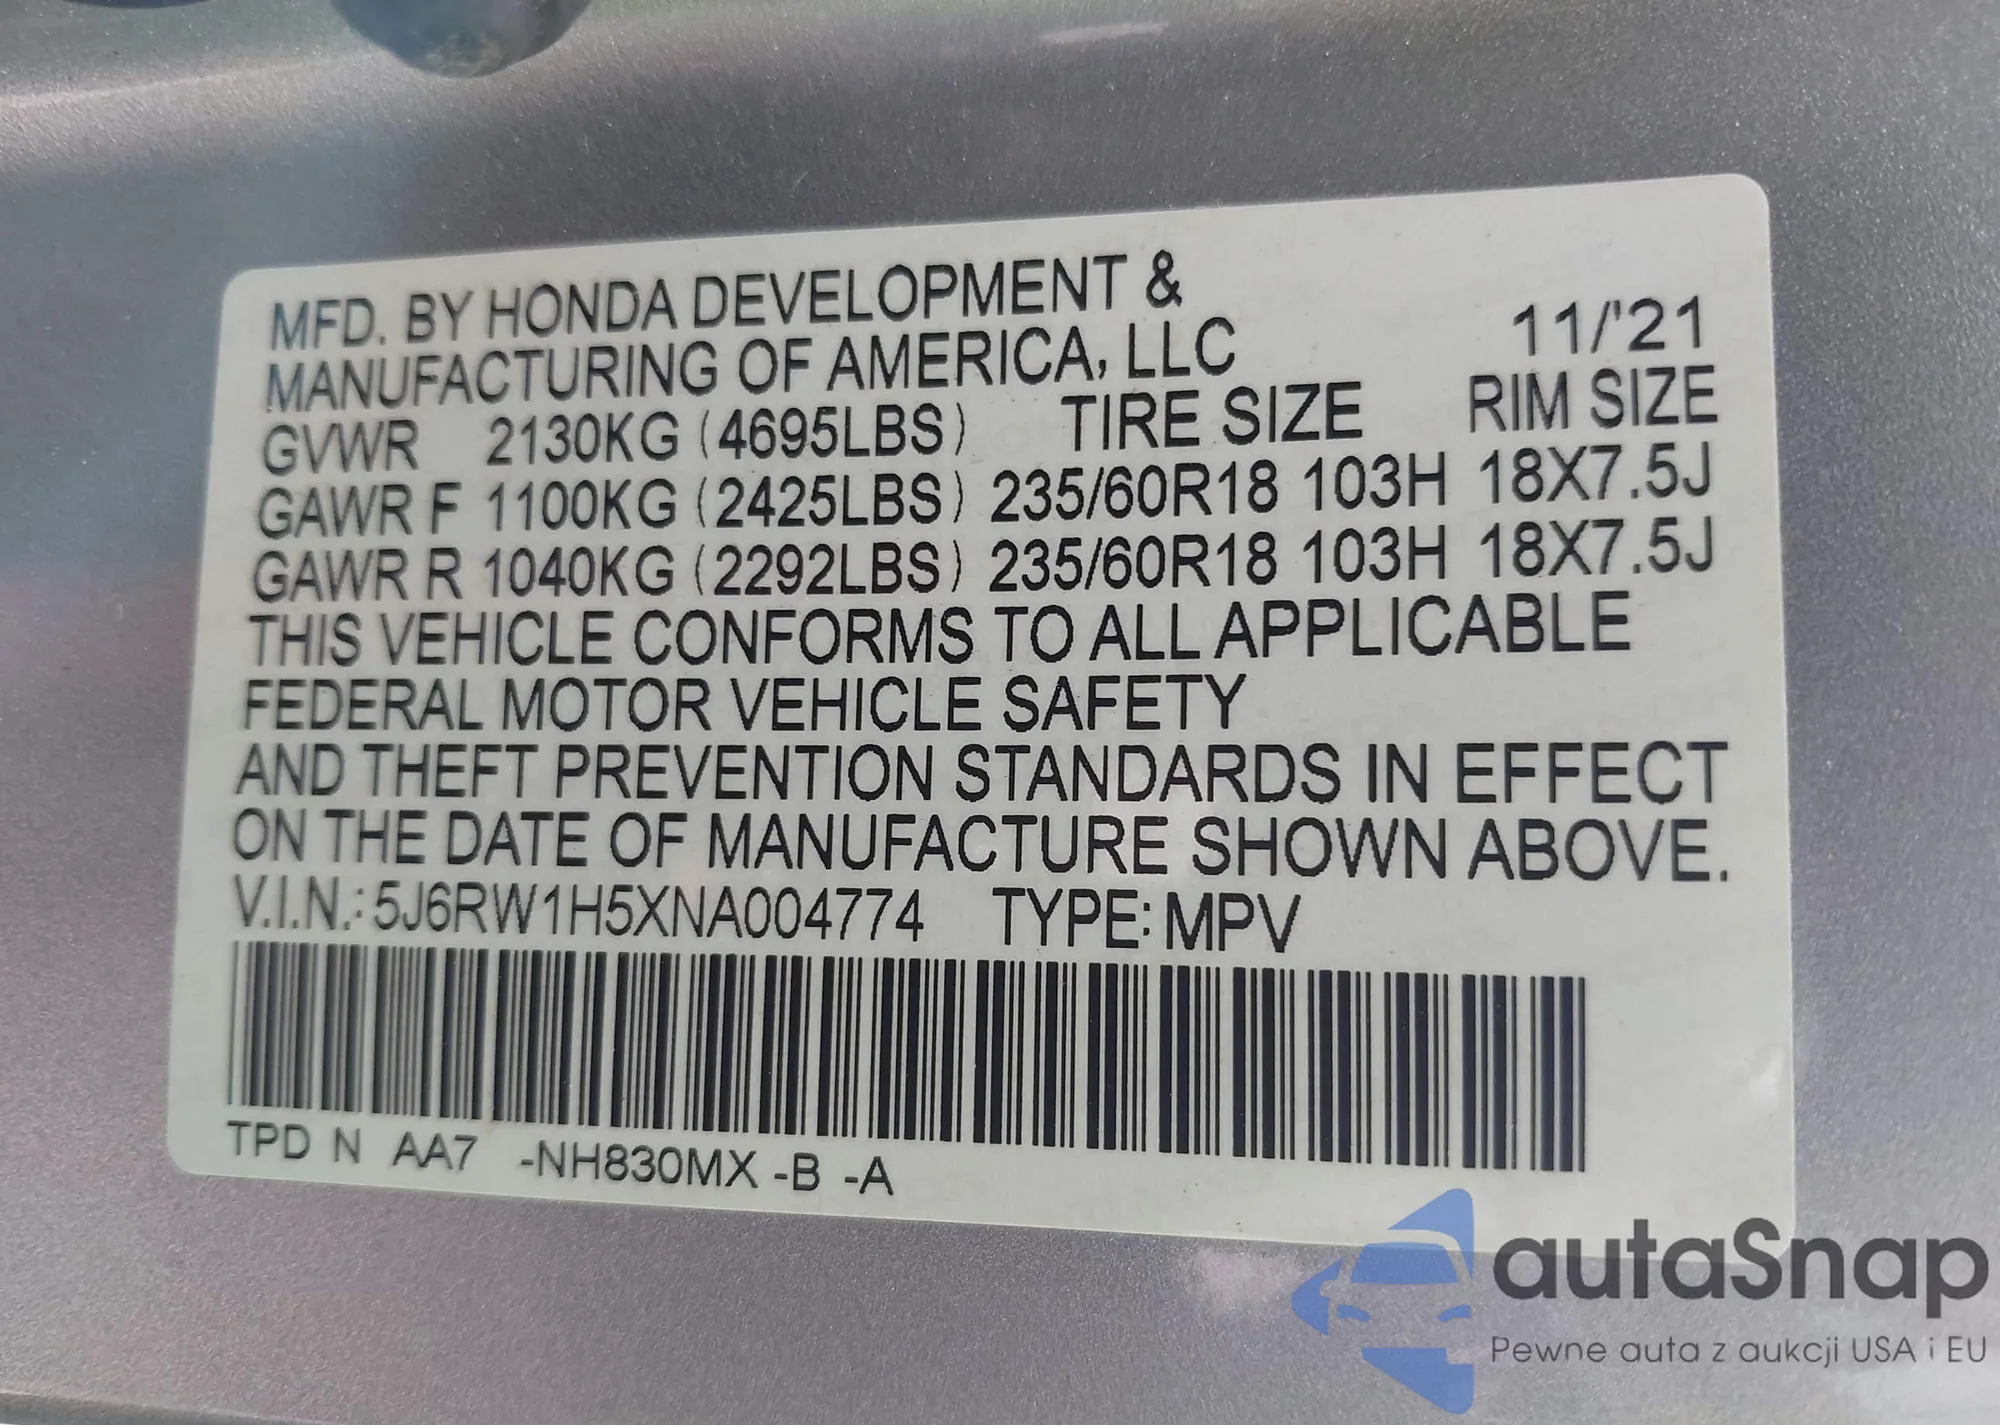 MFD. BY HONDA DEVELOPMENT &
MANUFACTURING OF AMERICA, LLC 11/'21
GVWR 2130KG (4695LBS) TIRE SIZE RIM SIZE
GAWR F 1100KG (2425LBS) 235/60R18 103H 18X7.5J
GAWR R 1040KG (2292LBS) 235/60R18 103H 18X7.5J
THIS VEHICLE CONFORMS TO ALL APPLICABLE
FEDERAL MOTOR VEHICLE SAFETY
AND THEFT PREVENTION STANDARDS IN EFFECT
ON THE DATE OF MANUFACTURE SHOWN ABOVE.
V.I.N.: 5J6RW1H5XNA004774 TYPE: MPV
TPD N AA7 -NH830MX -B -A
autaSnap
Pewne auta z aukcji USA i EU